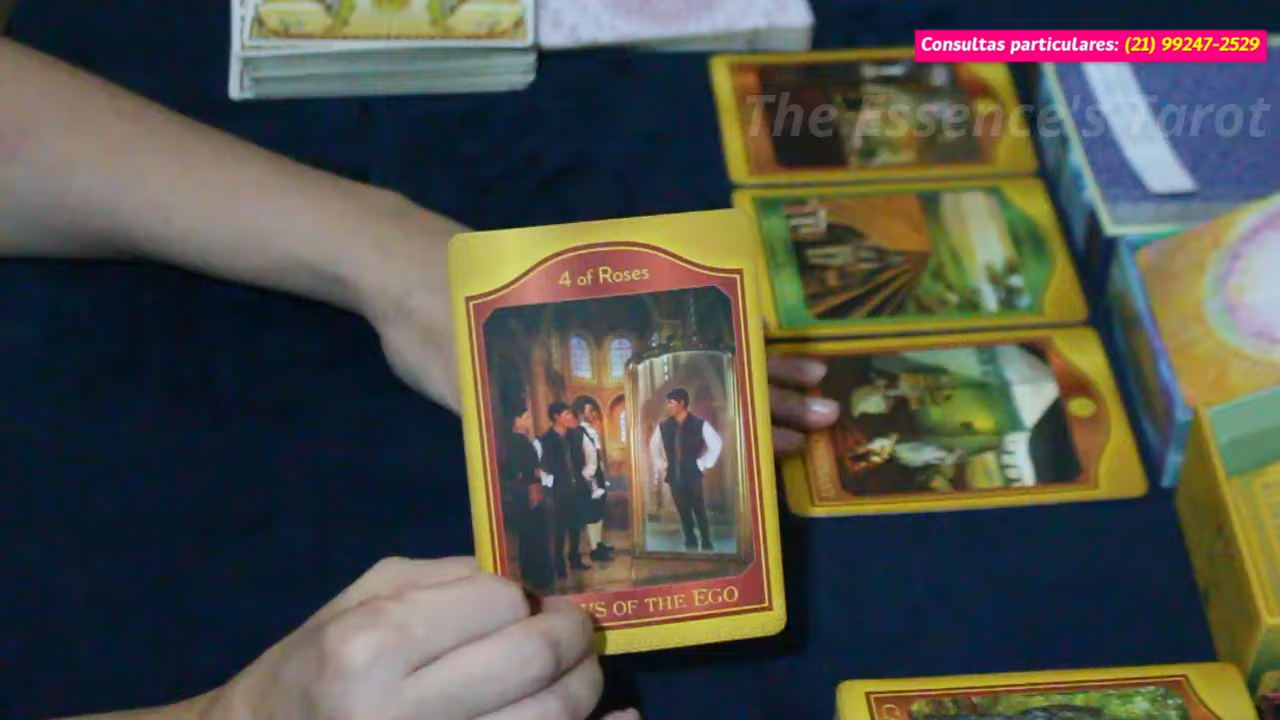 Consultas particulares: (21) 99247-2529
The Essence's Tarot
4 of Roses
OF THE EGO